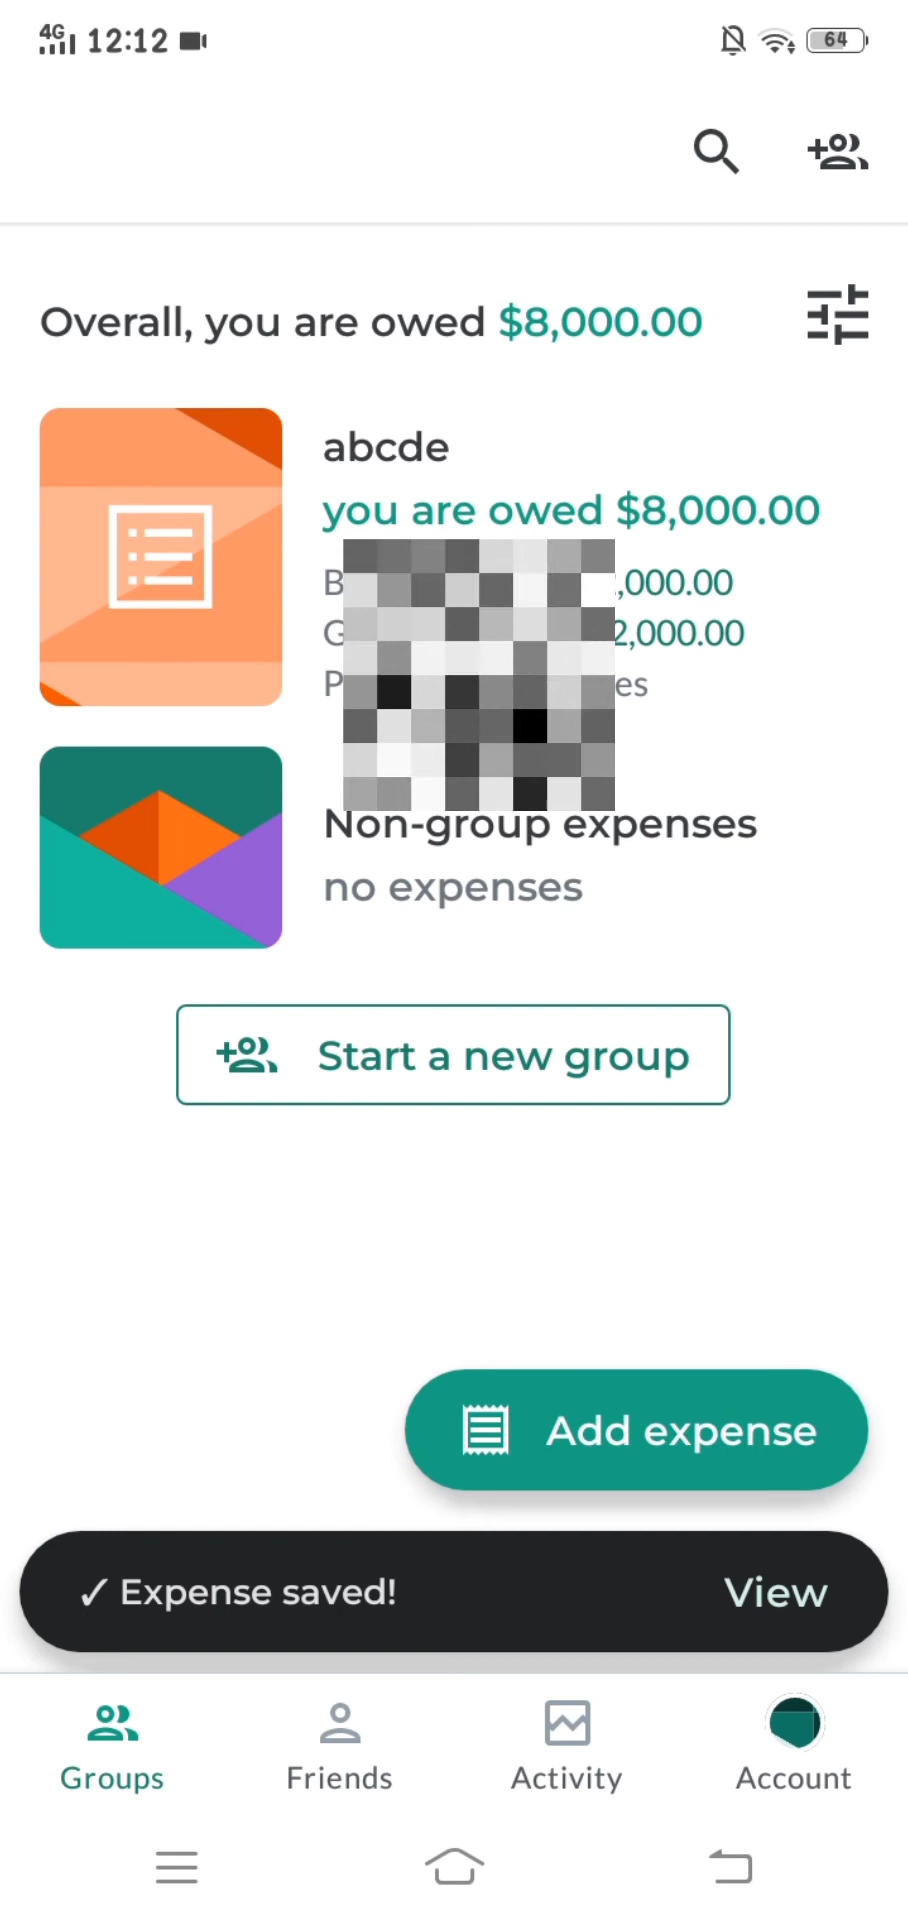 4G 12:12 64
Overall, you are owed $8,000.00
abcde
you are owed $8,000.00
,000.00
2,000.00
Non-group expenses
no expenses
Start a new group
Add expense
✓ Expense saved!
View
Groups
Friends
Activity
Account